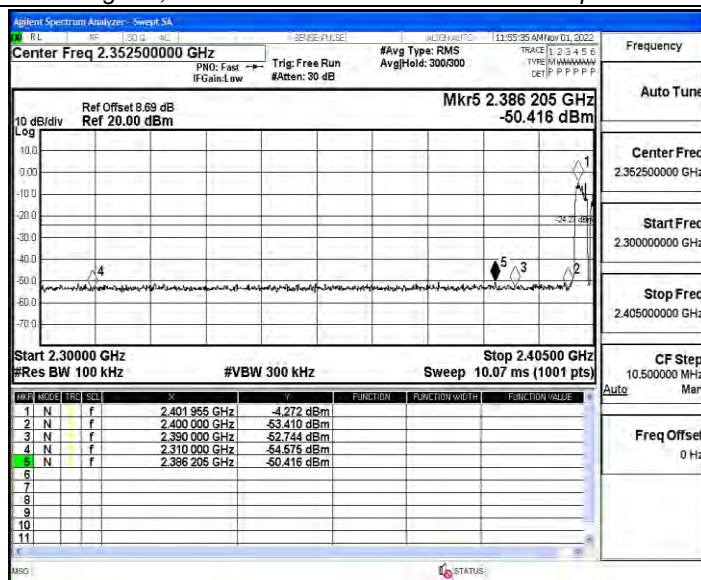 Agilent Spectrum Analyzer - Swept SA
RL RF 50 Ω AC SENSE:PULSE ALIGN AUTO 11:55:35 AM Nov 01, 2022
Center Freq 2.352500000 GHz
PNO: Fast
IFGain:Low
Trig: Free Run
#Atten: 30 dB
#Avg Type: RMS
Avg|Hold: 300/300
TRACE 1 2 3 4 5 6
TYPE MWWWWW
DET P P P P P P
Frequency
Auto Tune
Center Freq
2.352500000 GHz
Start Freq
2.300000000 GHz
Stop Freq
2.405000000 GHz
CF Step
10.500000 MHz
Auto Man
Freq Offset
0 Hz
Ref Offset 8.69 dB
10 dB/div Ref 20.00 dBm
Log
Mkr5 2.386 205 GHz
-50.416 dBm
10.0
0.00
-10.0
-20.0
-30.0
-40.0
-50.0
-60.0
-70.0
1
4
5
3
2
Start 2.30000 GHz Stop 2.40500 GHz
#Res BW 100 kHz #VBW 300 kHz Sweep 10.07 ms (1001 pts)
MKR MODE TRC SCL X Y FUNCTION FUNCTION WIDTH FUNCTION VALUE
1 N f 2.401 955 GHz -4.272 dBm
2 N f 2.400 000 GHz -53.410 dBm
3 N f 2.390 000 GHz -52.744 dBm
4 N f 2.310 000 GHz -54.575 dBm
5 N f 2.386 205 GHz -50.416 dBm
6
7
8
9
10
11
MSG STATUS